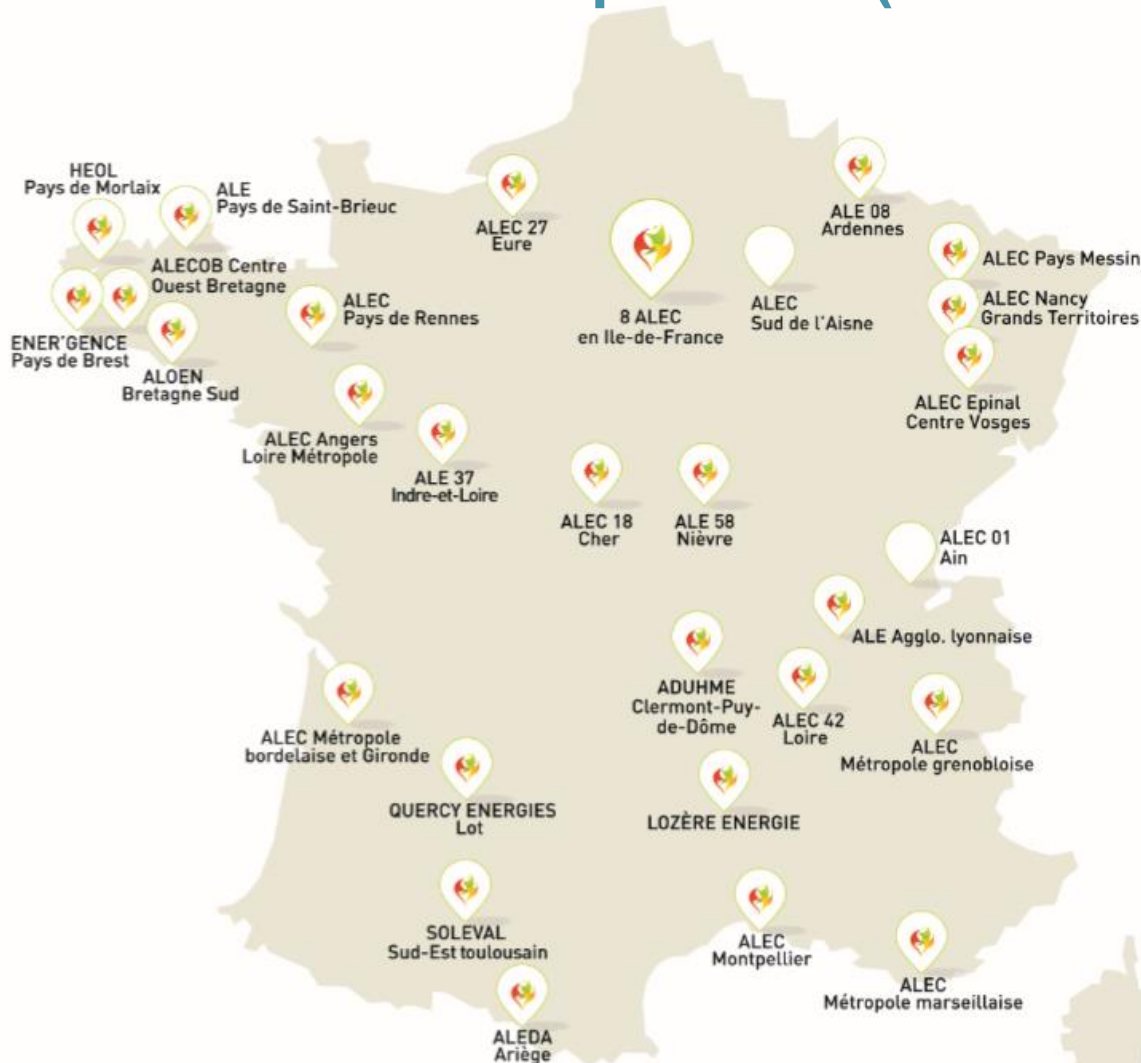 HEOL
Pays de Morlaix
ALE
Pays de Saint-Brieuc
ALEC 27
Eure
ALE 08
Ardennes
ALECOB Centre
Ouest Bretagne
ALEC
Pays de Rennes
8 ALEC
en Ile-de-France
ALEC
Sud de l'Aisne
ALEC Pays Messin
ALEC Nancy
Grands Territoires
ENER'GENCE
Pays de Brest
ALOEN
Bretagne Sud
ALEC Epinal
Centre Vosges
ALEC Angers
Loire Métropole
ALE 37
Indre-et-Loire
ALEC 18
Cher
ALE 58
Nièvre
ALEC 01
Ain
ALE Agglo. lyonnaise
ADUHME
Clermont-Puy-
de-Dôme
ALEC 42
Loire
ALEC
Métropole grenobloise
ALEC Métropole
bordelaise et Gironde
QUERCY ENERGIES
Lot
LOZÈRE ENERGIE
SOLEVAL
Sud-Est toulousain
ALEC
Montpellier
ALEC
Métropole marseillaise
ALEDA
Ariège